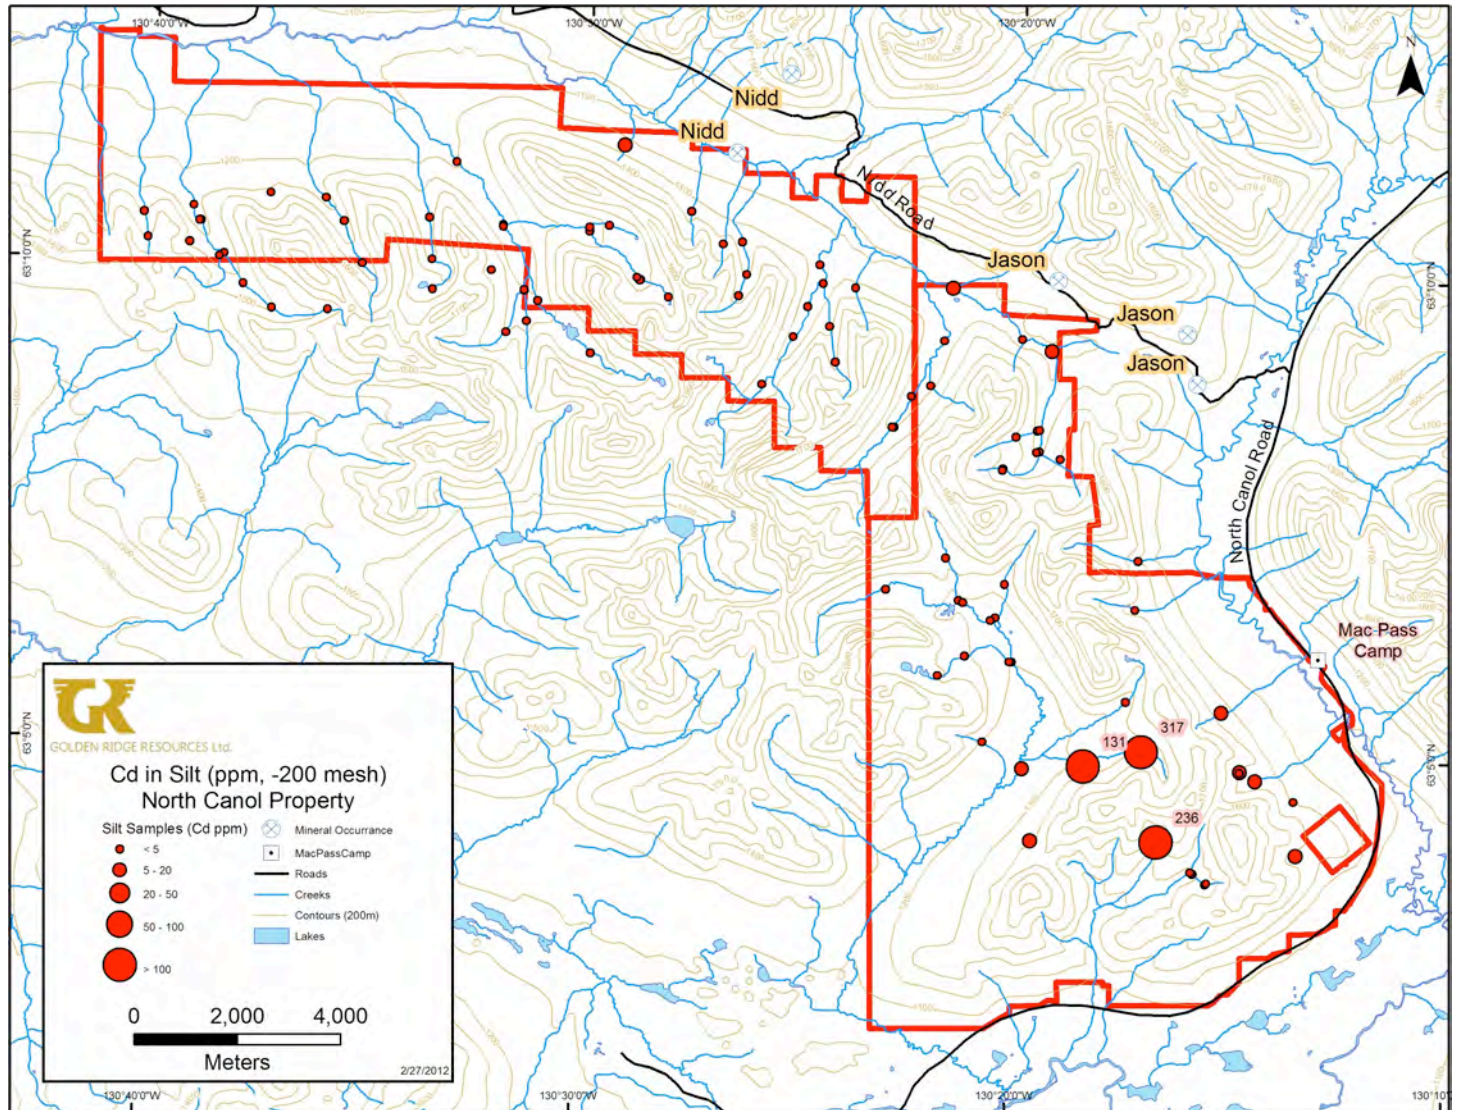 130°40'0"W
130°30'0"W
130°20'0"W
N
Nidd
Nidd
Nidd Road
63°10'0"N
63°10'0"N
Jason
Jason
Jason
North Canol Road
Mac Pass
Camp
63°5'0"N
63°5'0"N
317
131
236
GR
GOLDEN RIDGE RESOURCES Ltd.
Cd in Silt (ppm, -200 mesh)
North Canol Property
Silt Samples (Cd ppm)
< 5
5 - 20
20 - 50
50 - 100
> 100
Mineral Occurrance
MacPassCamp
Roads
Creeks
Contours (200m)
Lakes
0 2,000 4,000
Meters
2/27/2012
130°40'0"W
130°30'0"W
130°20'0"W